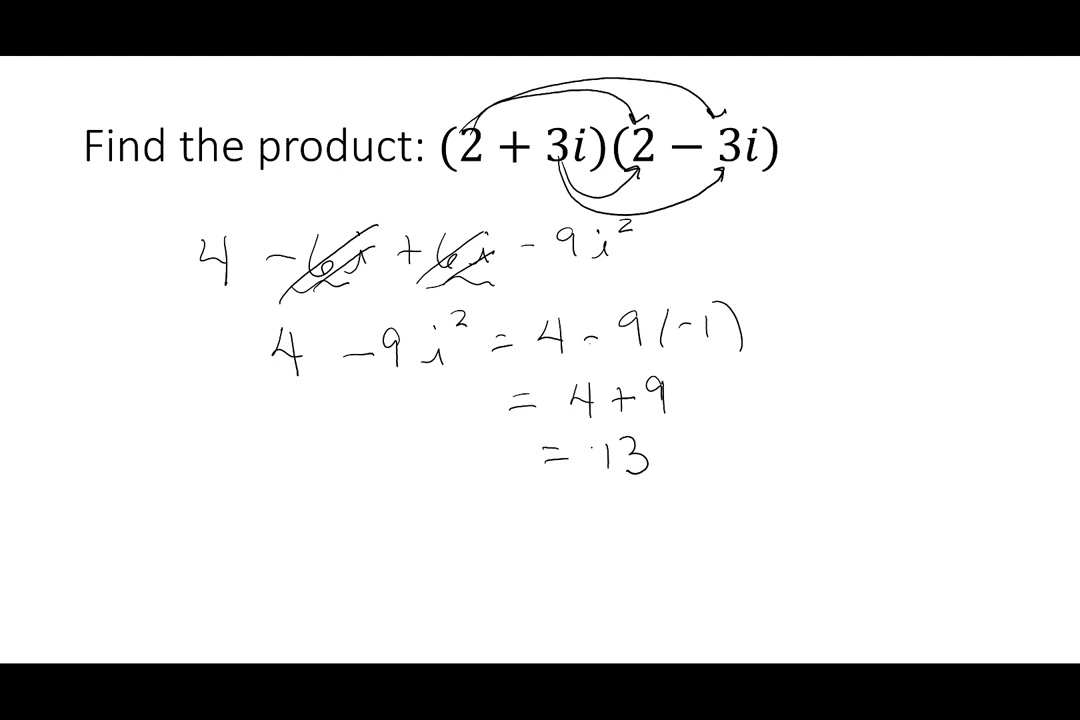 Find the product: (2 + 3i)(2 − 3i)
4 - 6i + 6i - 9i²
4 - 9i² = 4 - 9(-1)
= 4 + 9
= 13